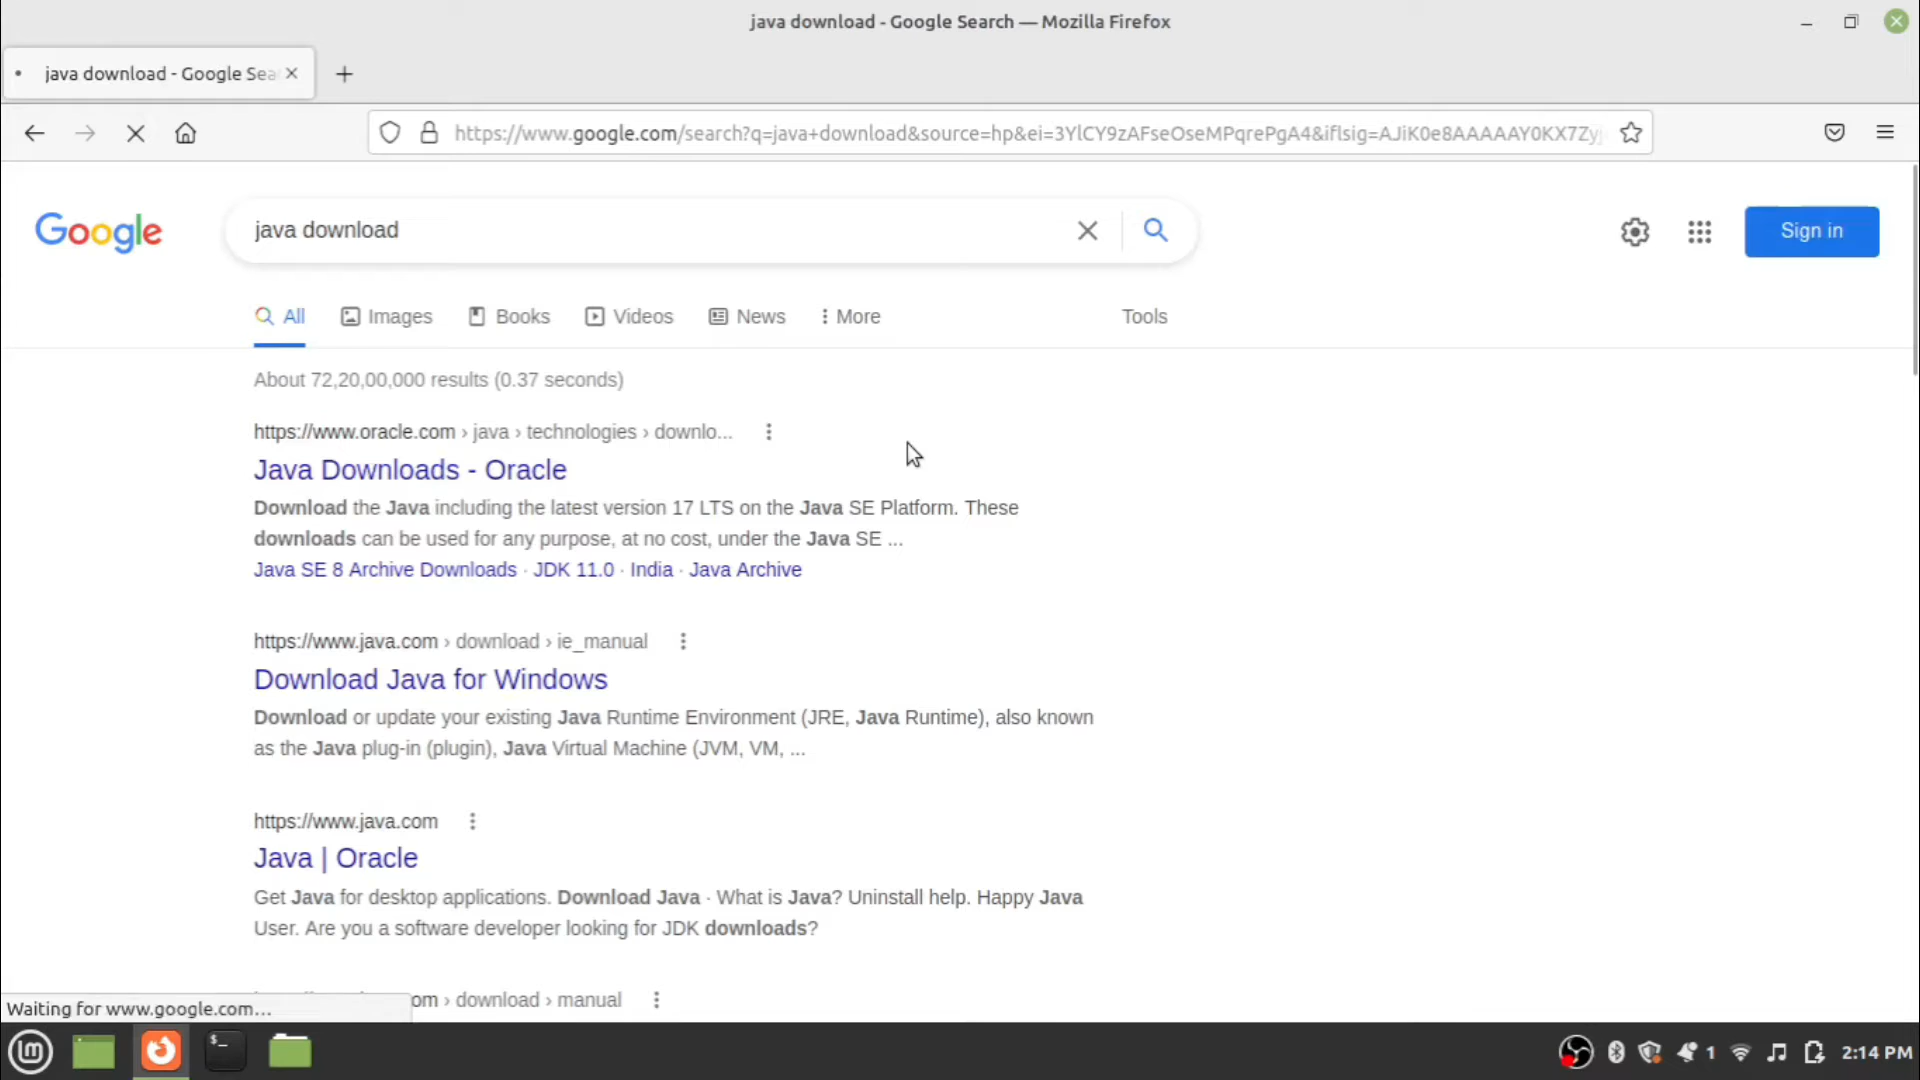 java download - Google Search — Mozilla Firefox
java download - Google Sea
https://www.google.com/search?q=java+download&source=hp&ei=3YlCY9zAFseOseMPqrePgA4&iflsig=AJiK0e8AAAAAY0KX7Zyj
Google
java download
Sign in
All
Images
Books
Videos
News
More
Tools
About 72,20,00,000 results (0.37 seconds)
https://www.oracle.com › java › technologies › downlo...
Java Downloads - Oracle
Download the Java including the latest version 17 LTS on the Java SE Platform. These
downloads can be used for any purpose, at no cost, under the Java SE ...
Java SE 8 Archive Downloads · JDK 11.0 · India · Java Archive
https://www.java.com › download › ie_manual
Download Java for Windows
Download or update your existing Java Runtime Environment (JRE, Java Runtime), also known
as the Java plug-in (plugin), Java Virtual Machine (JVM, VM, ...
https://www.java.com
Java | Oracle
Get Java for desktop applications. Download Java · What is Java? Uninstall help. Happy Java
User. Are you a software developer looking for JDK downloads?
om › download › manual
Waiting for www.google.com...
$_
1
2:14 PM